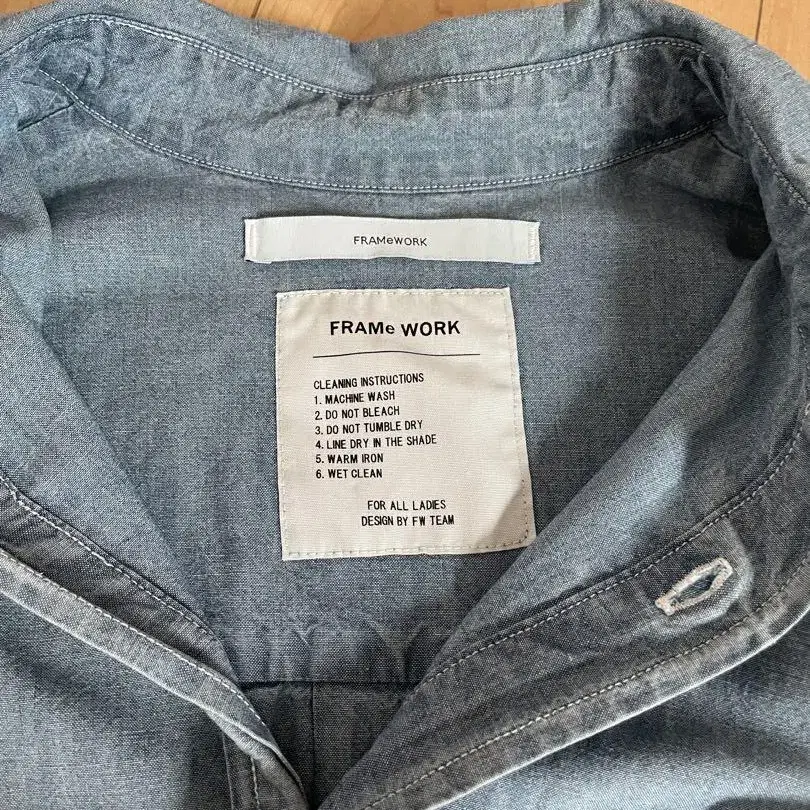 FRAMeWORK
FRAMe WORK
CLEANING INSTRUCTIONS
1. MACHINE WASH
2. DO NOT BLEACH
3. DO NOT TUMBLE DRY
4. LINE DRY IN THE SHADE
5. WARM IRON
6. WET CLEAN
FOR ALL LADIES
DESIGN BY FW TEAM